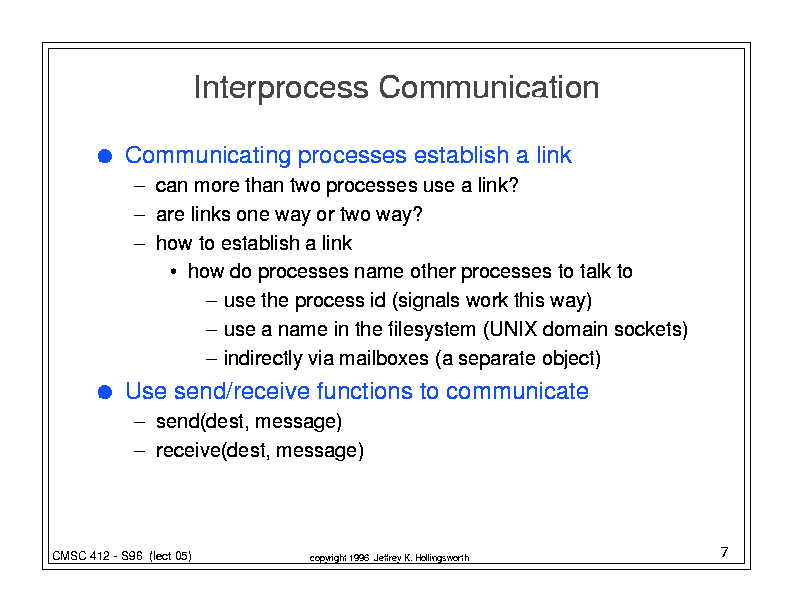 Interprocess Communication
● Communicating processes establish a link
– can more than two processes use a link?
– are links one way or two way?
– how to establish a link
• how do processes name other processes to talk to
– use the process id (signals work this way)
– use a name in the filesystem (UNIX domain sockets)
– indirectly via mailboxes (a separate object)
● Use send/receive functions to communicate
– send(dest, message)
– receive(dest, message)
CMSC 412 - S96 (lect 05)
copyright 1996 Jeffrey K. Hollingsworth
7